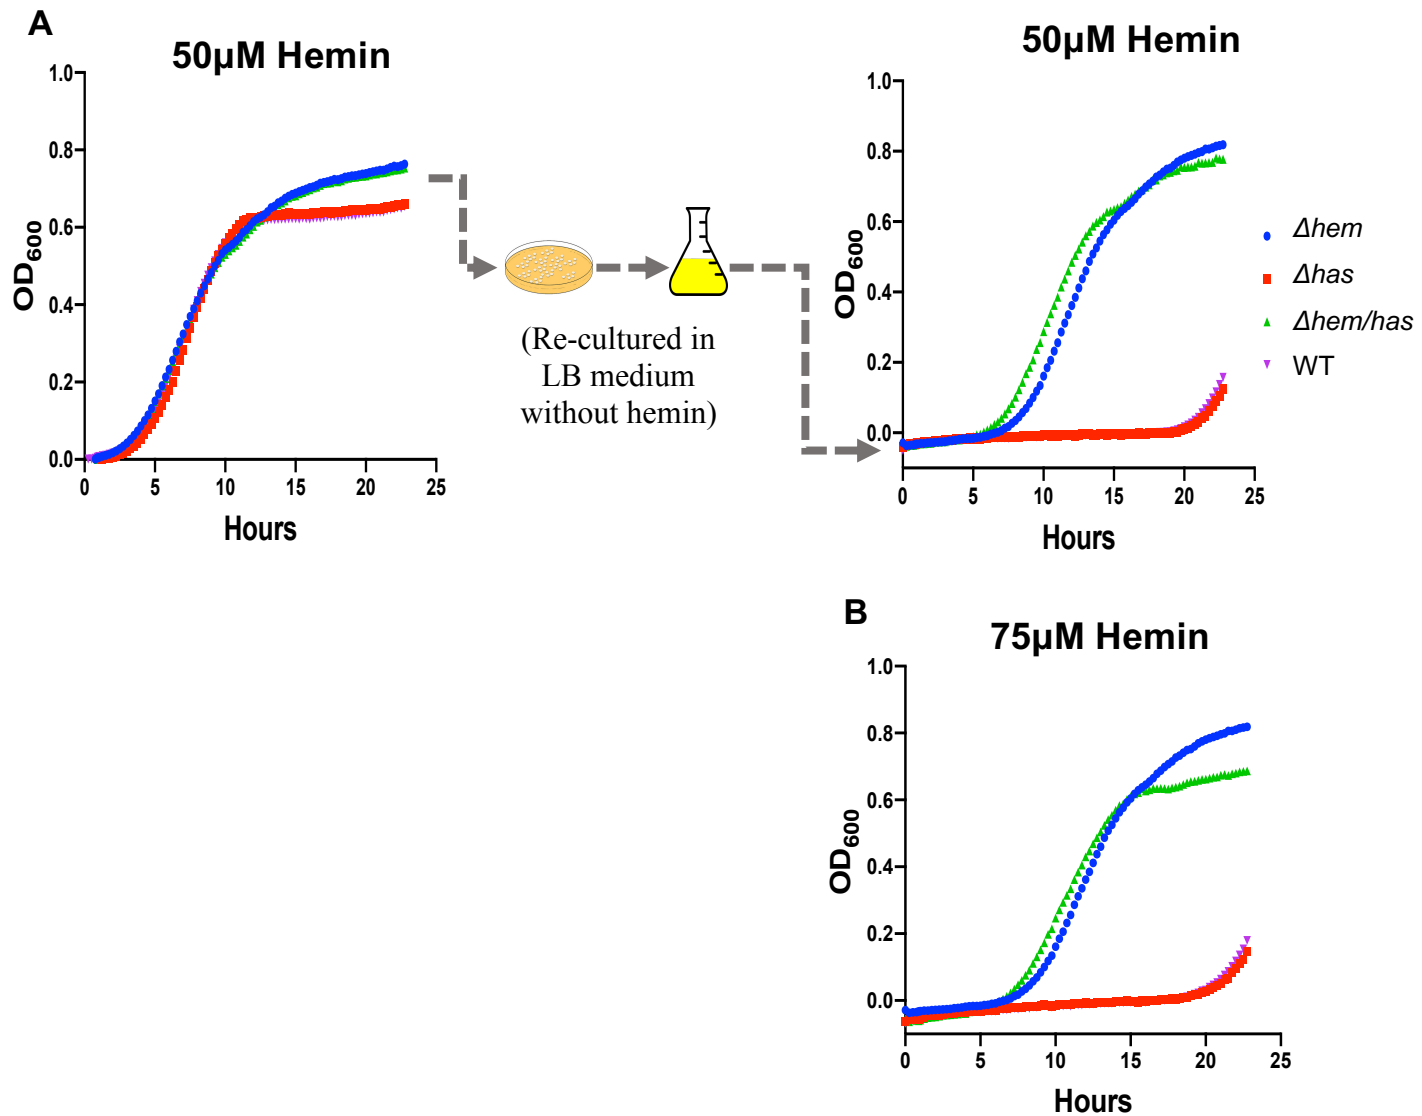 A
50µM Hemin
1.0
0.8
0.6
0.4
0.2
0.0
OD600
0 5 10 15 20 25
Hours
(Re-cultured in
LB medium
without hemin)
50µM Hemin
1.0
0.8
0.6
0.4
0.2
0.0
OD600
0 5 10 15 20 25
Hours
Δhem
Δhas
Δhem/has
WT
B
75µM Hemin
1.0
0.8
0.6
0.4
0.2
0.0
OD600
0 5 10 15 20 25
Hours